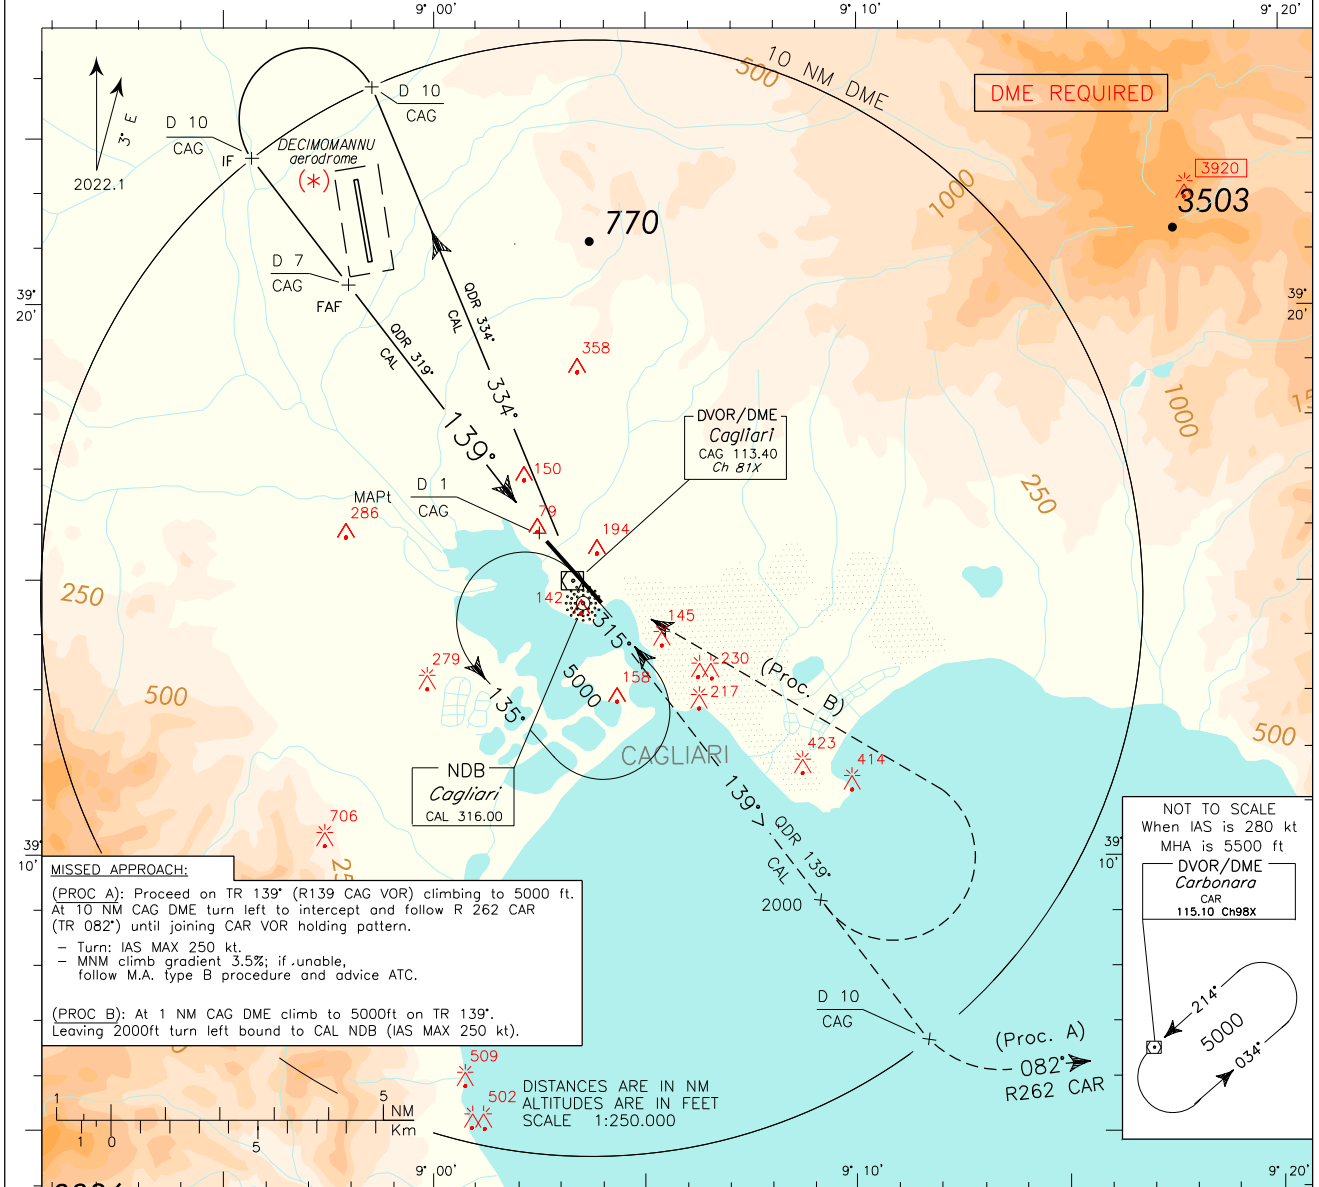 9° 00'
9° 10'
9° 20'
10 NM DME
500
DME REQUIRED
D 10
CAG
3° E
D 10
CAG
IF
DECIMOMANNU
aerodrome
(*)
2022.1
3920
3503
1000
770
D 7
CAG
FAF
39°
20'
39°
20'
QDR 334°
CAL
QDR 319°
CAL
358
334°
139°
DVOR/DME
Cagliari
CAG 113.40
Ch 81X
1000
250
150
MAPt
D 1
CAG
286
79
194
250
142
145
315°
279
230
(Proc. B)
158
5000
217
500
135°
500
CAGLIARI
423
414
NDB
Cagliari
CAL 316.00
139°
QDR 139°
CAL
706
39°
10'
39°
10'
2000
NOT TO SCALE
When IAS is 280 kt
MHA is 5500 ft
DVOR/DME
Carbonara
CAR
115.10 Ch98X
214°
5000
034°
MISSED APPROACH:
(PROC A): Proceed on TR 139° (R139 CAG VOR) climbing to 5000 ft.
At 10 NM CAG DME turn left to intercept and follow R 262 CAR
(TR 082°) until joining CAR VOR holding pattern.
– Turn: IAS MAX 250 kt.
– MNM climb gradient 3.5%; if unable,
follow M.A. type B procedure and advice ATC.
(PROC B): At 1 NM CAG DME climb to 5000ft on TR 139°.
Leaving 2000ft turn left bound to CAL NDB (IAS MAX 250 kt).
D 10
CAG
(Proc. A)
082°
R262 CAR
509
502
DISTANCES ARE IN NM
ALTITUDES ARE IN FEET
SCALE 1:250.000
1
5
NM
Km
1
0
5
9° 00'
9° 10'
9° 20'